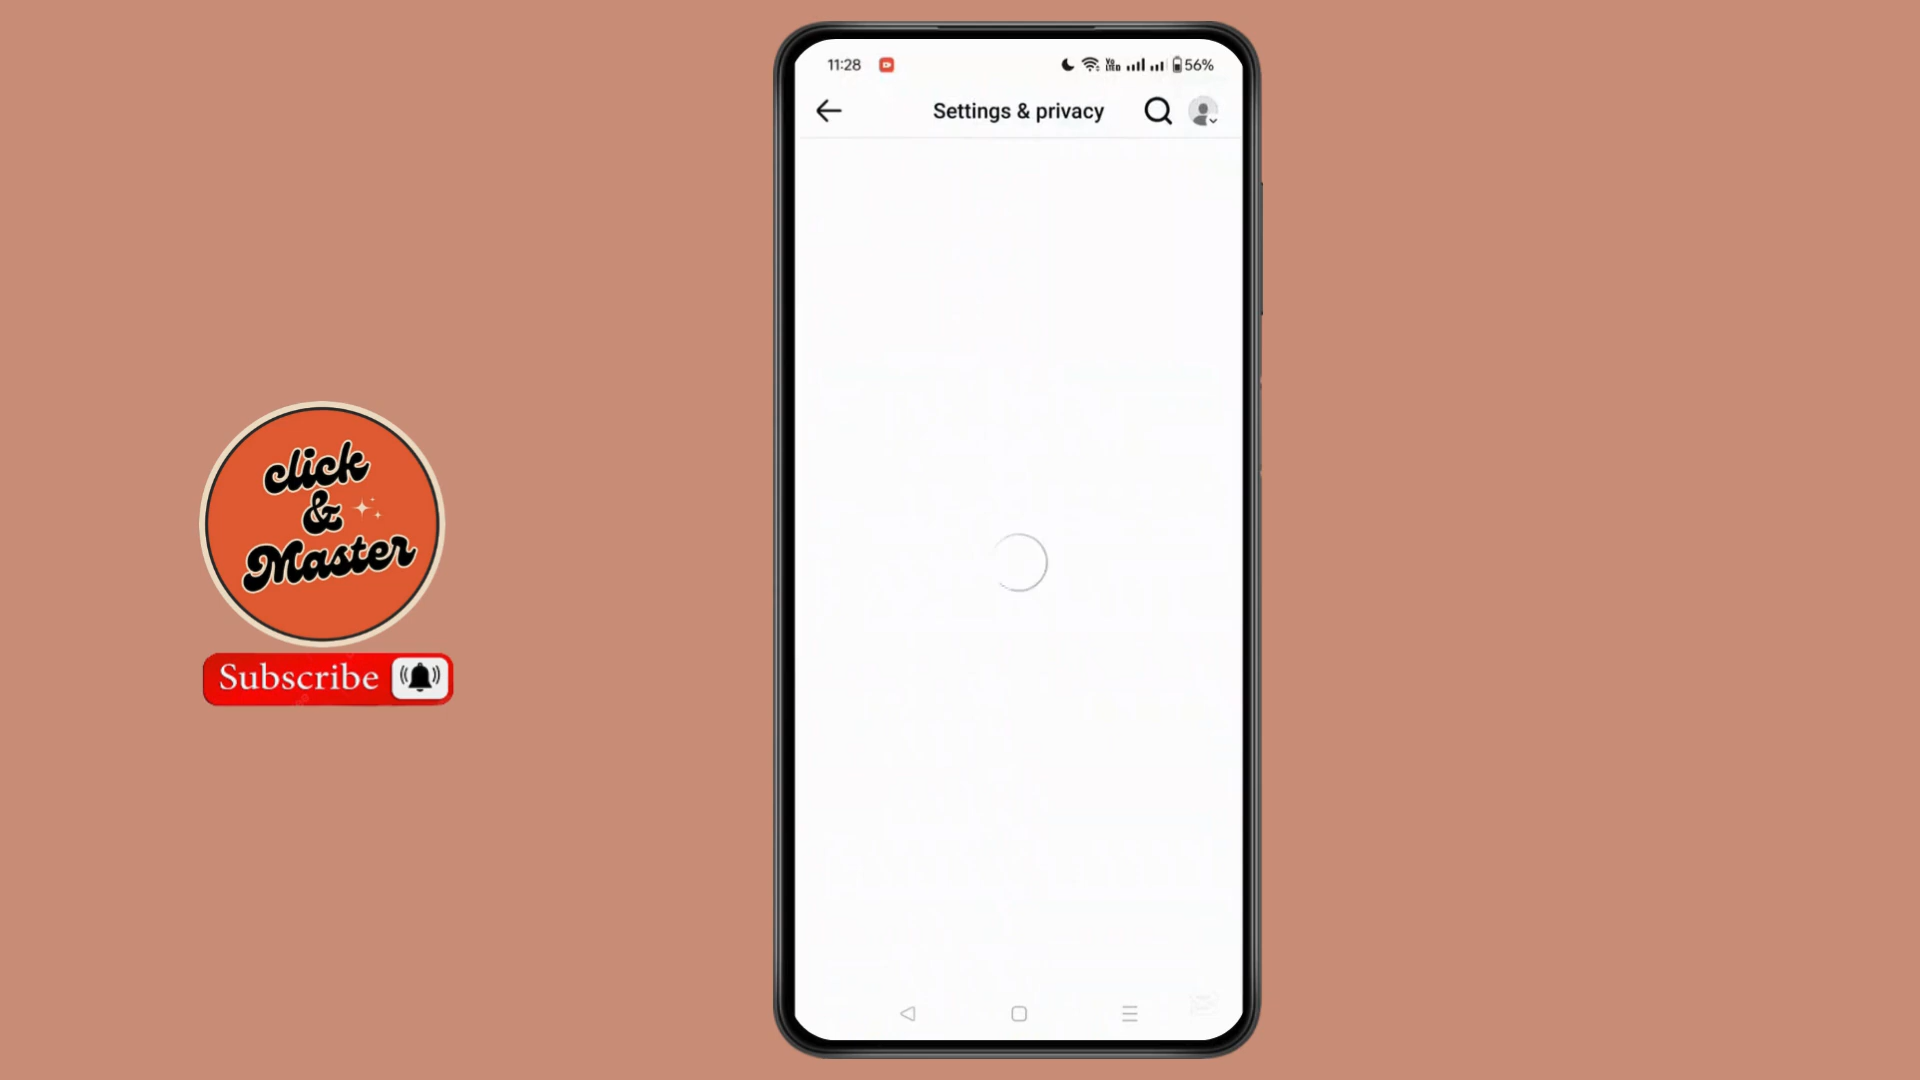 11:28
56%
Settings & privacy
click
&
Master
Subscribe